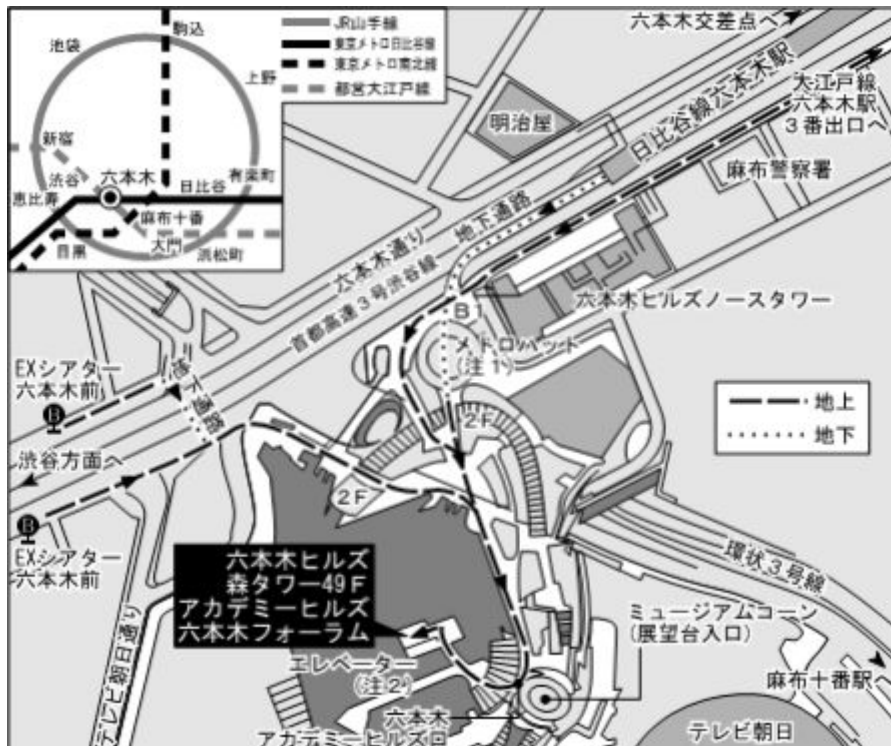 池袋
駒込
上野
新宿
六本木
渋谷
日比谷
有楽町
恵比寿
麻布十番
目黒
大門
浜松町
JR山手線
東京メトロ日比谷線
東京メトロ南北線
都営大江戸線
六本木交差点へ
日比谷線六本木駅
大江戸線
六本木駅
3番出口へ
明治屋
麻布警察署
六本木通り
地下通路
首都高速3号渋谷線
B
六本木ヒルズノースタワー
メトロハット
(注1)
地上
地下
EXシアター
六本木前
B
地下通路
2F
渋谷方面へ
2F
B
EXシアター
六本木前
六本木ヒルズ
森タワー49F
アカデミーヒルズ
六本木フォーラム
環状3号線
ミュージアムコーン
(展望台入口)
エレベーター
(注2)
テレビ朝日通り
麻布十番駅へ
六本木
アカデミーヒルズ口
テレビ朝日